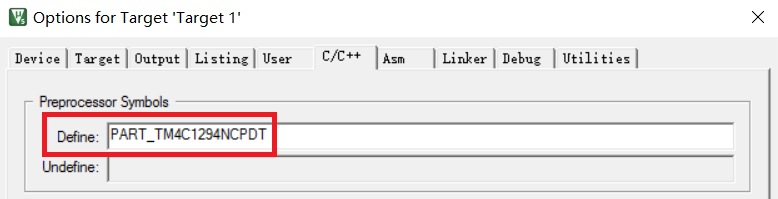 Options for Target 'Target 1'
Device Target Output Listing User C/C++ Asm Linker Debug Utilities
Preprocessor Symbols
Define: PART_TM4C1294NCPDT
Undefine: